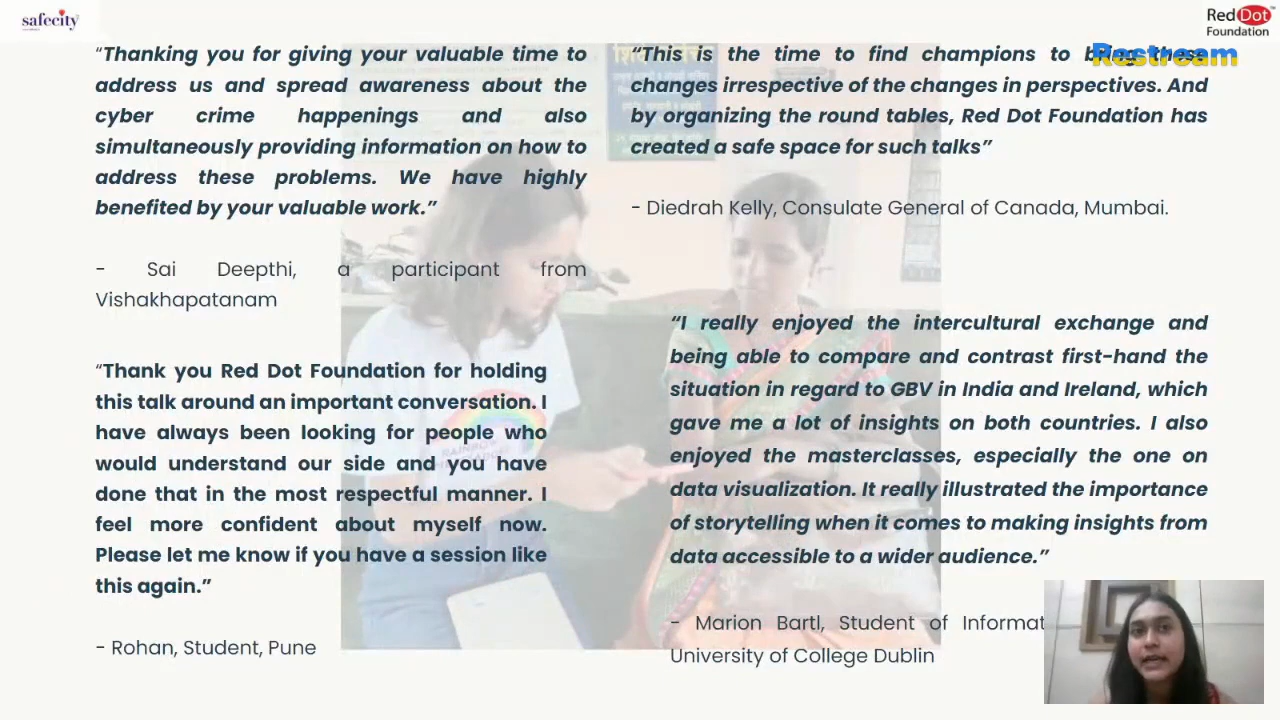 safecity
Red Dot
Foundation
Restream
“Thanking you for giving your valuable time to
address us and spread awareness about the
cyber crime happenings and also
simultaneously providing information on how to
address these problems. We have highly
benefited by your valuable work.”
- Sai Deepthi, a participant from
Vishakhapatanam
“Thank you Red Dot Foundation for holding
this talk around an important conversation. I
have always been looking for people who
would understand our side and you have
done that in the most respectful manner. I
feel more confident about myself now.
Please let me know if you have a session like
this again.”
- Rohan, Student, Pune
“This is the time to find champions to bring these
changes irrespective of the changes in perspectives. And
by organizing the round tables, Red Dot Foundation has
created a safe space for such talks”
- Diedrah Kelly, Consulate General of Canada, Mumbai.
“I really enjoyed the intercultural exchange and
being able to compare and contrast first-hand the
situation in regard to GBV in India and Ireland, which
gave me a lot of insights on both countries. I also
enjoyed the masterclasses, especially the one on
data visualization. It really illustrated the importance
of storytelling when it comes to making insights from
data accessible to a wider audience.”
- Marion Bartl, Student of Informat
University of College Dublin